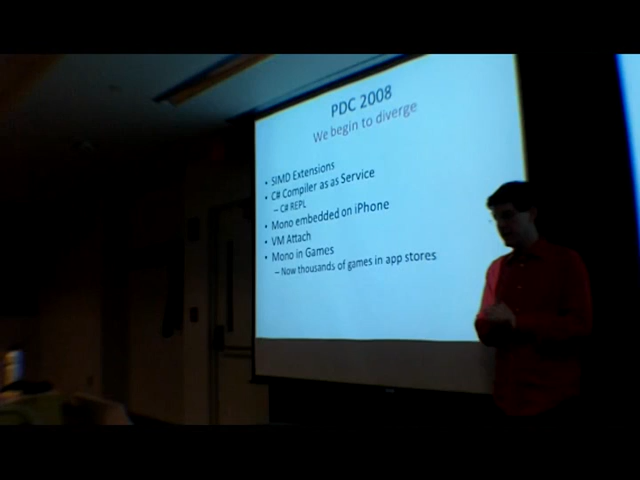 PDC 2008
We begin to diverge
• SIMD Extensions
• C# Compiler as as Service
– C# REPL
• Mono embedded on iPhone
• VM Attach
• Mono in Games
– Now thousands of games in app stores